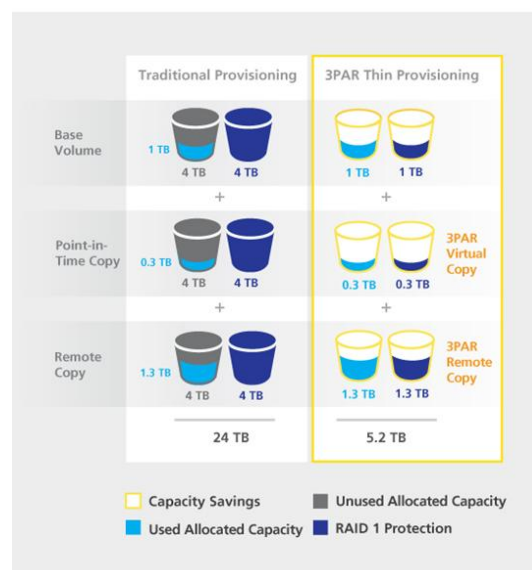 Traditional Provisioning
3PAR Thin Provisioning
Base
Volume
1 TB
4 TB
4 TB
1 TB
1 TB
+
+
Point-in-
Time Copy
0.3 TB
4 TB
4 TB
0.3 TB
0.3 TB
3PAR
Virtual
Copy
+
+
Remote
Copy
1.3 TB
4 TB
4 TB
1.3 TB
1.3 TB
3PAR
Remote
Copy
24 TB
5.2 TB
Capacity Savings
Unused Allocated Capacity
Used Allocated Capacity
RAID 1 Protection